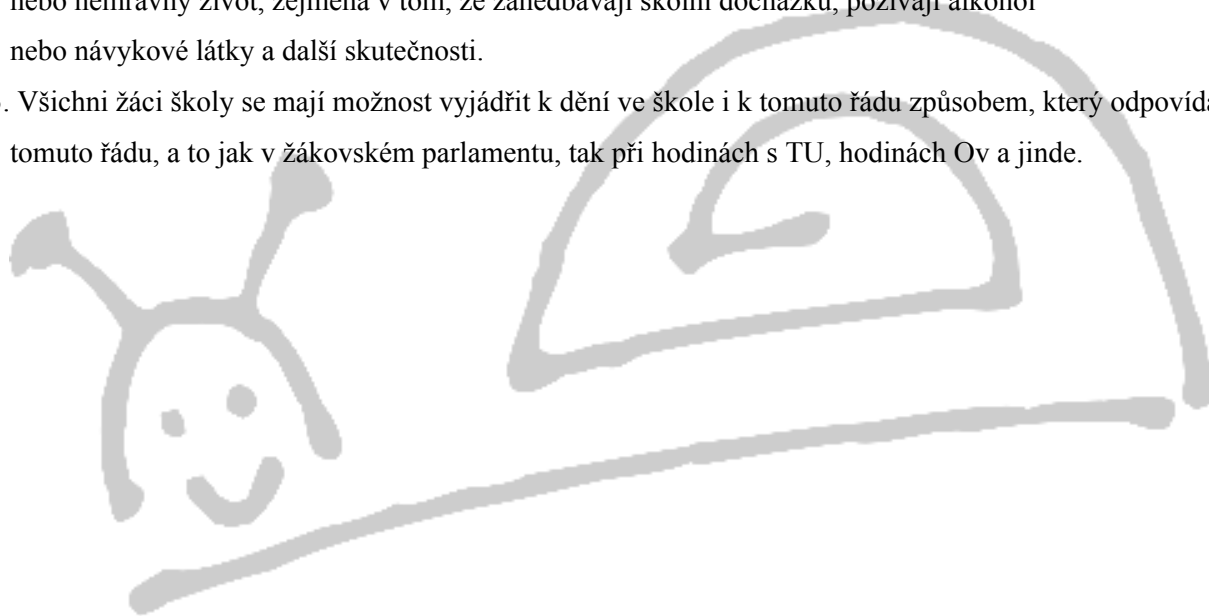 nebo nemravný život, zejména v tom, že zanedbávají školní docházku, požívají alkohol
nebo návykové látky a další skutečnosti.
. Všichni žáci školy se mají možnost vyjádřit k dění ve škole i k tomuto řádu způsobem, který odpovídá
tomuto řádu, a to jak v žákovském parlamentu, tak při hodinách s TU, hodinách Ov a jinde.